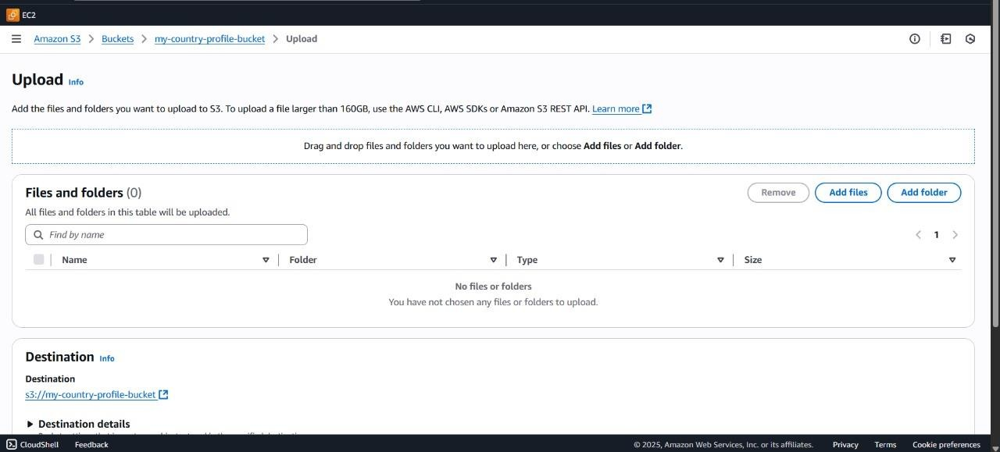 EC2
Amazon S3 > Buckets > my-country-profile-bucket > Upload
Upload Info
Add the files and folders you want to upload to S3. To upload a file larger than 160GB, use the AWS CLI, AWS SDKs or Amazon S3 REST API. Learn more
Drag and drop files and folders you want to upload here, or choose Add files or Add folder.
Files and folders (0)
Remove Add files Add folder
All files and folders in this table will be uploaded.
Find by name
1
Name Folder Type Size
No files or folders
You have not chosen any files or folders to upload.
Destination Info
Destination
s3://my-country-profile-bucket
Destination details
CloudShell Feedback © 2025, Amazon Web Services, Inc. or its affiliates. Privacy Terms Cookie preferences